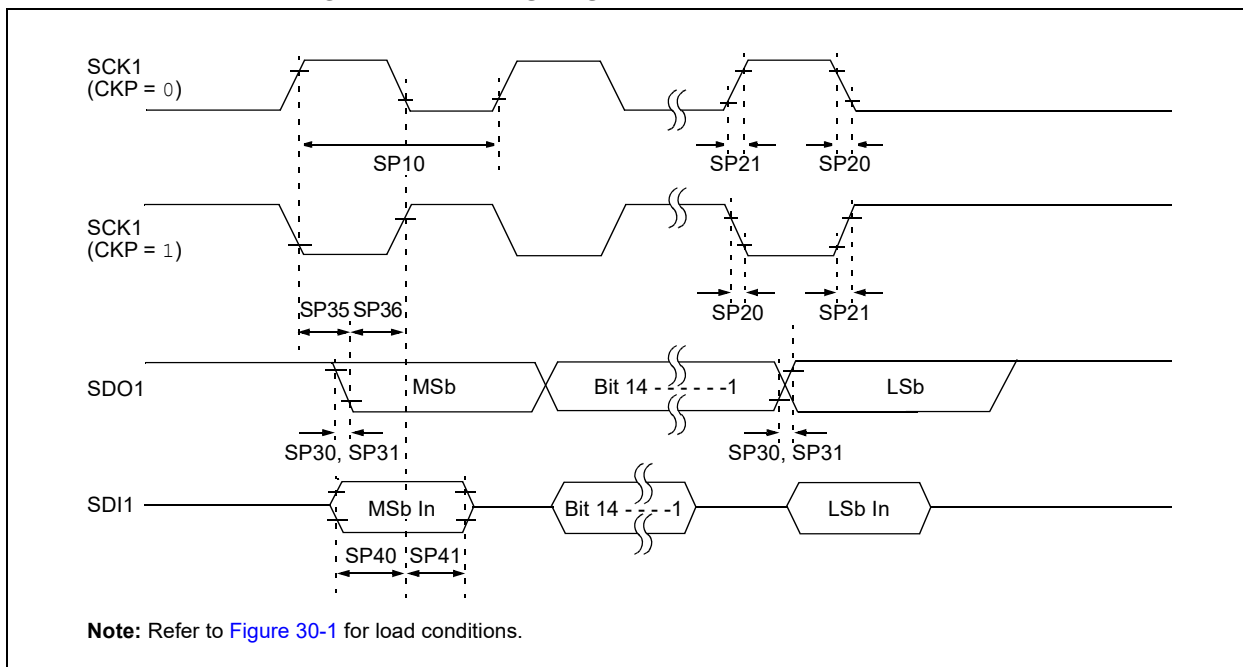 SCK1
(CKP = 0)
SP10
SP21
SP20
SCK1
(CKP = 1)
SP35 SP36
SP20
SP21
SDO1
MSb
Bit 14 - - - - - -1
LSb
SP30, SP31
SP30, SP31
SDI1
MSb In
Bit 14 - - - -1
LSb In
SP40 SP41
Note: Refer to Figure 30-1 for load conditions.